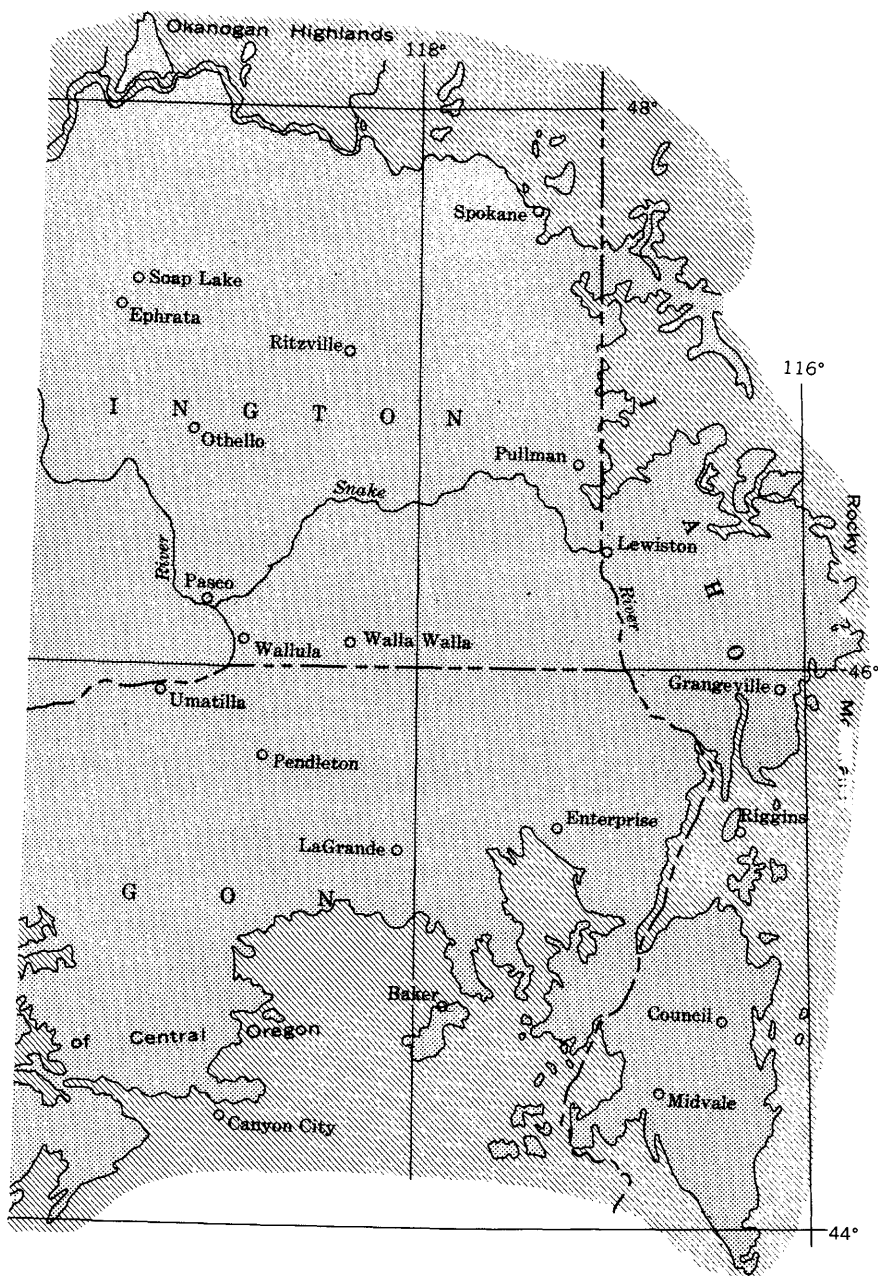 Okanogan Highlands
118°
48°
Spokane
Soap Lake
Ephrata
Ritzville
116°
I N G T O N
Othello
Pullman
Snake
I D A H O
Rocky
Lewiston
River
River
Pasco
Wallula
Walla Walla
46°
Grangeville
Umatilla
Pendleton
Enterprise
Riggins
LaGrande
G O N
Baker
Council
of Central Oregon
Midvale
Canyon City
44°